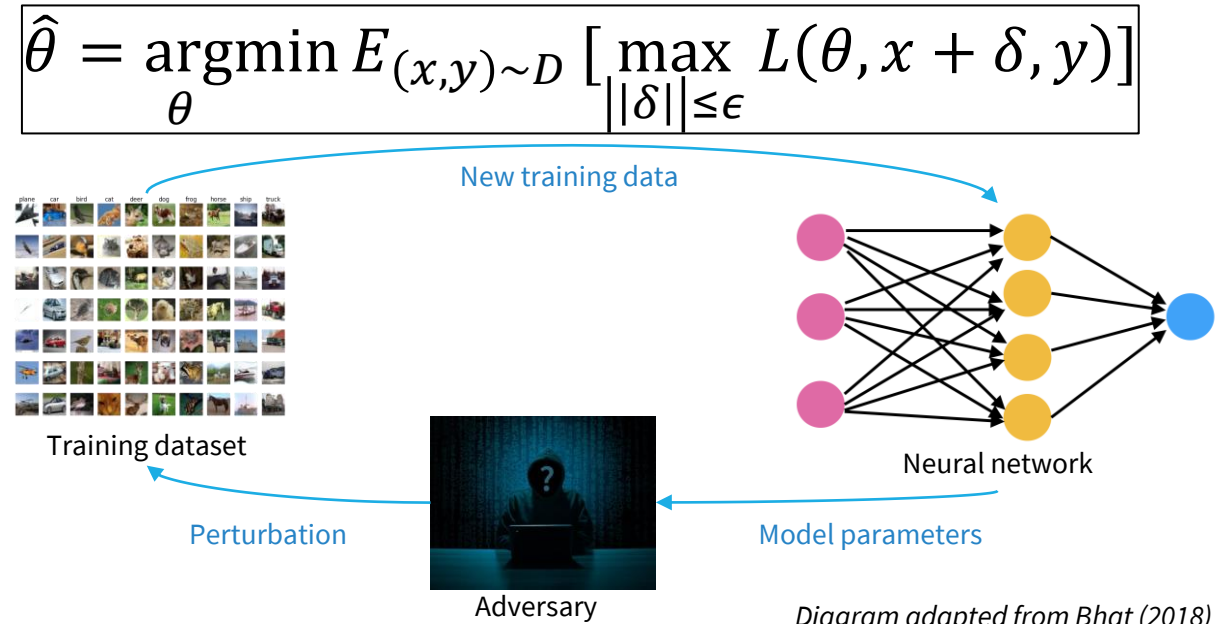 θ̂ = argmin E₍ₓ,ᵧ₎∼D [max L(θ, x + δ, y)]
θ ||δ||≤ϵ
New training data
plane car bird cat deer dog frog horse ship truck
?
Training dataset
Neural network
Perturbation
Model parameters
Adversary
Diagram adapted from Bhat (2018)